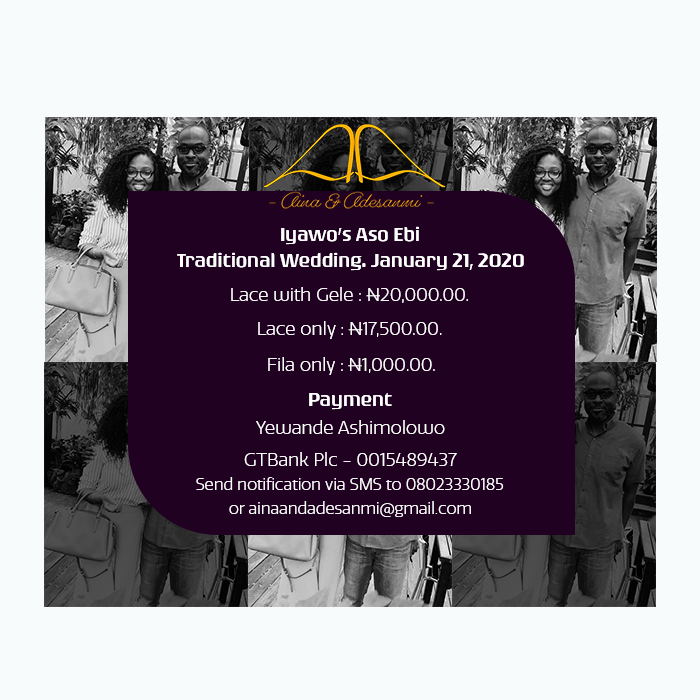 - Aina & Adesanmi -
Iyawo's Aso Ebi
Traditional Wedding. January 21, 2020
Lace with Gele : ₦20,000.00.
Lace only : ₦17,500.00.
Fila only : ₦1,000.00.
Payment
Yewande Ashimolowo
GTBank Plc - 0015489437
Send notification via SMS to 08023330185
or ainaandadesanmi@gmail.com